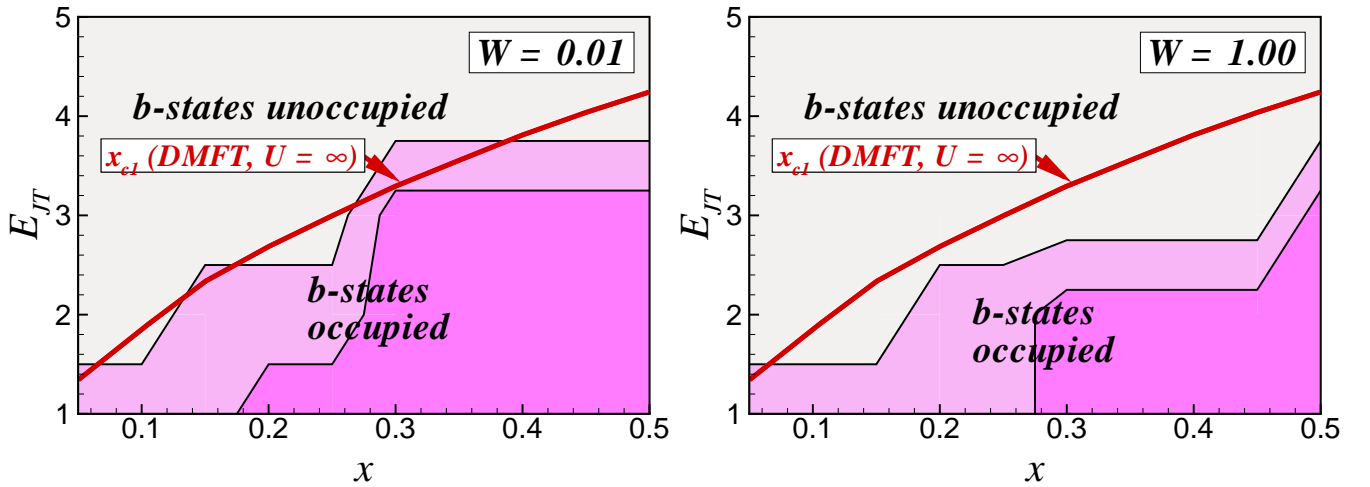 5
W = 0.01
b-states unoccupied
4
x_c1 (DMFT, U = ∞)
E_JT
3
b-states
occupied
2
1
0.1
0.2
0.3
0.4
0.5
x
5
W = 1.00
b-states unoccupied
4
x_c1 (DMFT, U = ∞)
E_JT
3
b-states
occupied
2
1
0.1
0.2
0.3
0.4
0.5
x